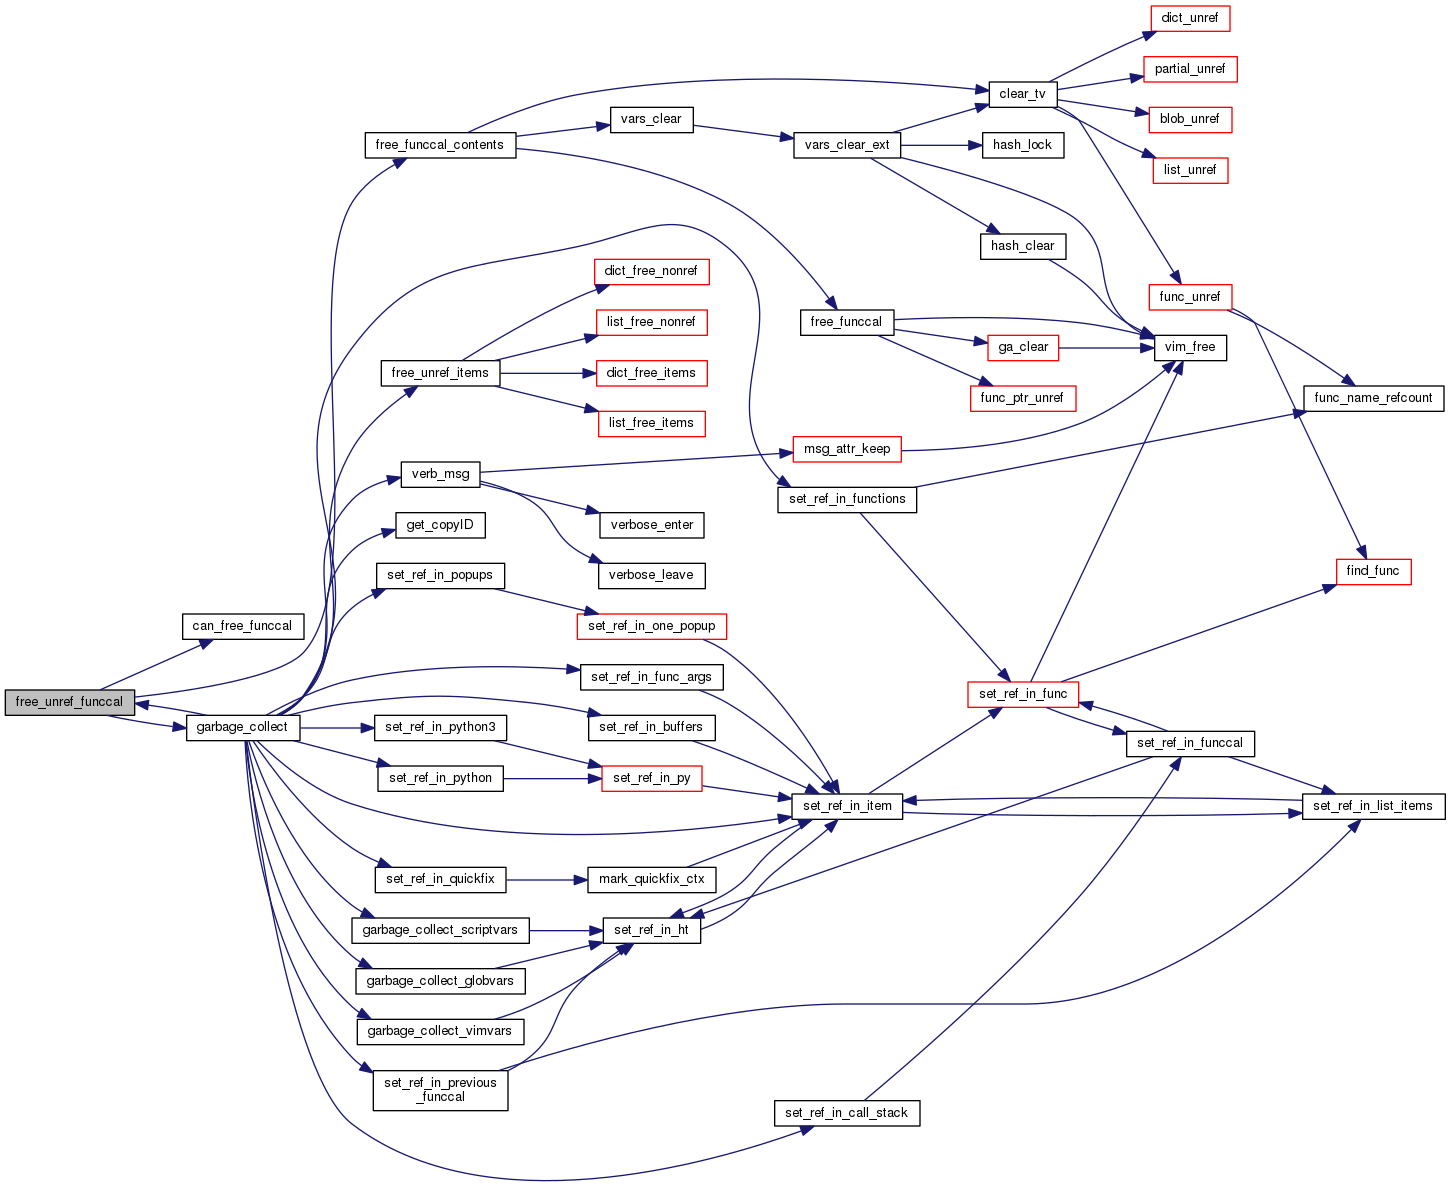 dict_unref
partial_unref
clear_tv
blob_unref
vars_clear
free_funccal_contents
vars_clear_ext
hash_lock
list_unref
hash_clear
dict_free_nonref
func_unref
list_free_nonref
free_funccal
ga_clear
vim_free
free_unref_items
dict_free_items
func_ptr_unref
func_name_refcount
list_free_items
msg_attr_keep
verb_msg
set_ref_in_functions
get_copyID
verbose_enter
set_ref_in_popups
verbose_leave
find_func
can_free_funccal
set_ref_in_one_popup
set_ref_in_func_args
set_ref_in_func
free_unref_funccal
garbage_collect
set_ref_in_python3
set_ref_in_buffers
set_ref_in_funccal
set_ref_in_python
set_ref_in_py
set_ref_in_item
set_ref_in_list_items
set_ref_in_quickfix
mark_quickfix_ctx
garbage_collect_scriptvars
set_ref_in_ht
garbage_collect_globvars
garbage_collect_vimvars
set_ref_in_previous
_funccal
set_ref_in_call_stack